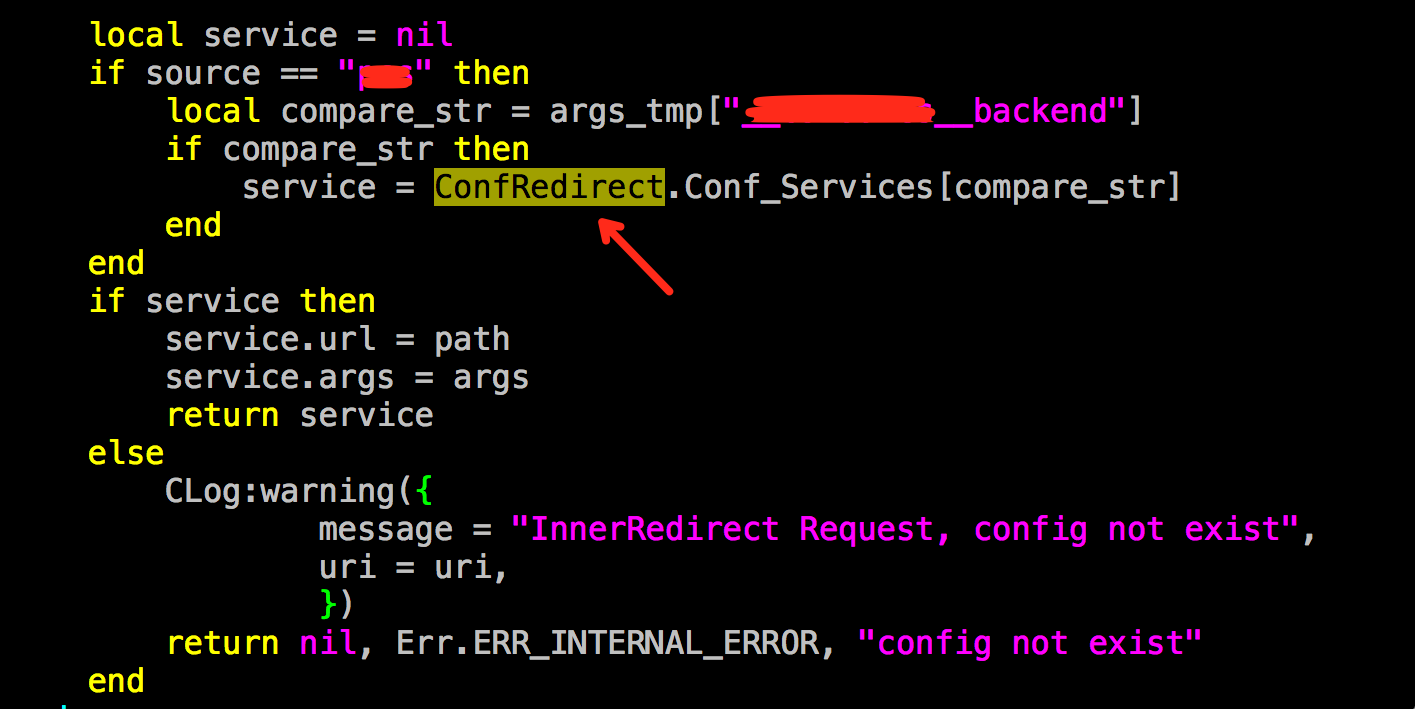 local service = nil
if source == "" then
local compare_str = args_tmp["__backend"]
if compare_str then
service = ConfRedirect.Conf_Services[compare_str]
end
end
if service then
service.url = path
service.args = args
return service
else
CLog:warning({
message = "InnerRedirect Request, config not exist",
uri = uri,
})
return nil, Err.ERR_INTERNAL_ERROR, "config not exist"
end